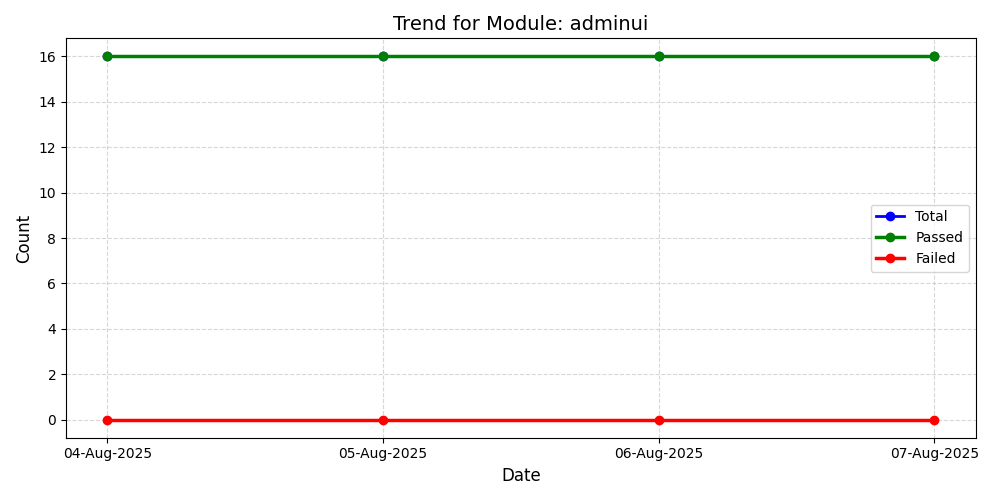 Trend for Module: adminui
Count
16
14
12
10
8
6
4
2
0
Total
Passed
Failed
04-Aug-2025 05-Aug-2025 06-Aug-2025 07-Aug-2025
Date